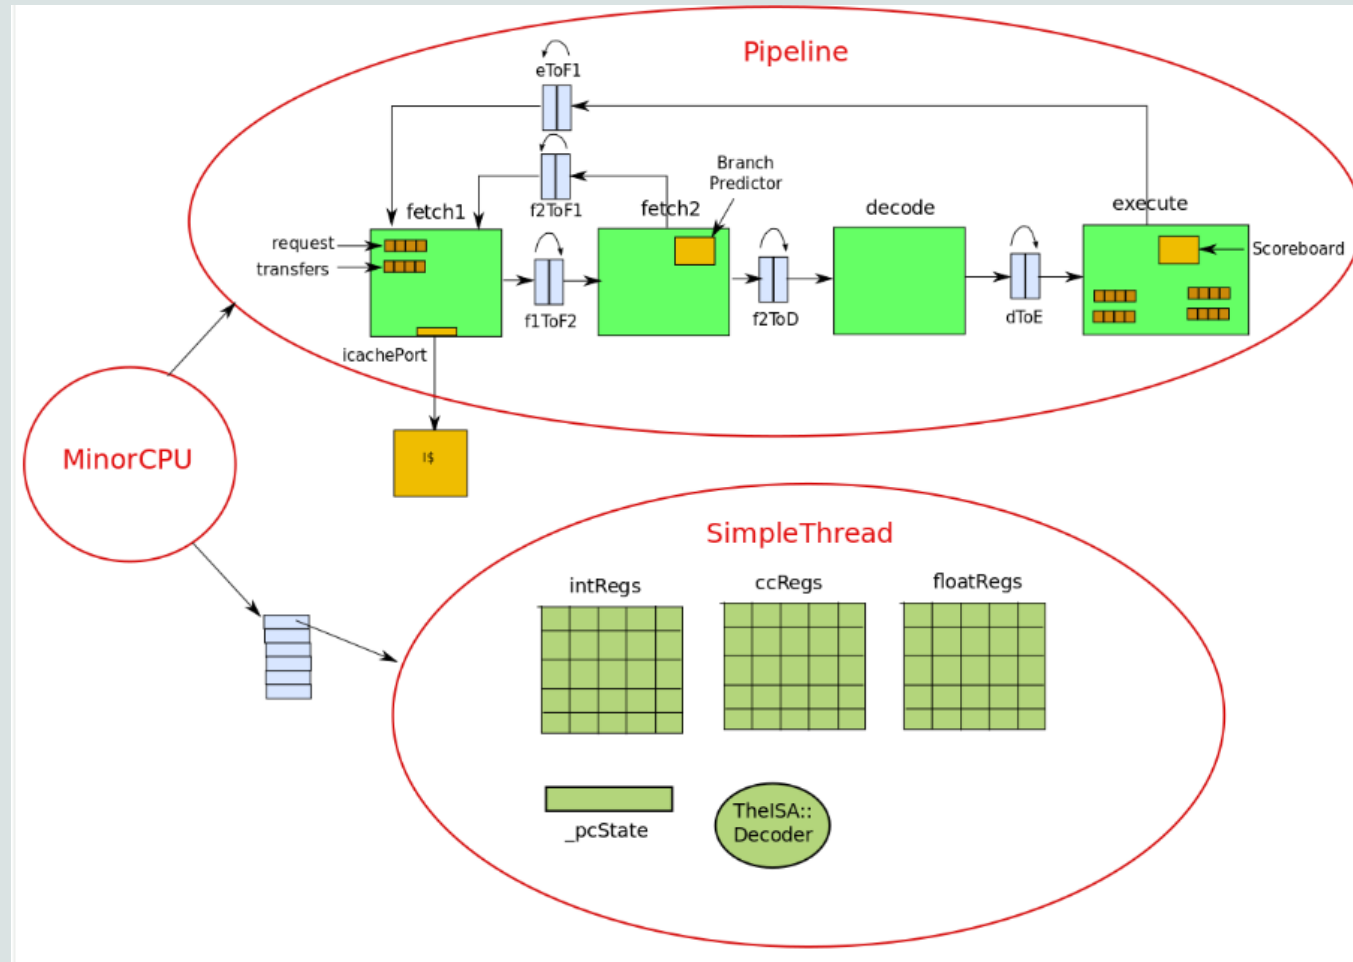 Pipeline
eToF1
Branch
Predictor
f2ToF1
fetch1
fetch2
decode
execute
request
transfers
Scoreboard
f1ToF2
f2ToD
dToE
icachePort
I$
MinorCPU
SimpleThread
intRegs
ccRegs
floatRegs
_pcState
TheISA::
Decoder